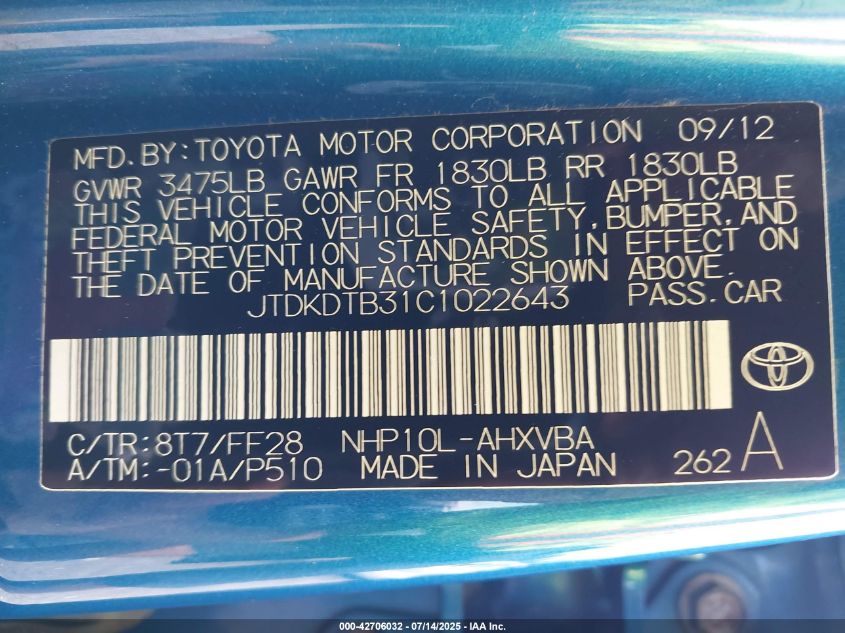 MFD.BY:TOYOTA MOTOR CORPORATION 09/12
GVWR 3475LB GAWR FR 1830LB RR 1830LB
THIS VEHICLE CONFORMS TO ALL APPLICABLE
FEDERAL MOTOR VEHICLE SAFETY,BUMPER,AND
THEFT PREVENTION STANDARDS IN EFFECT ON
THE DATE OF MANUFACTURE SHOWN ABOVE.
JTDKDTB31C1022643 PASS.CAR
C/TR:8T7/FF28 NHP10L-AHXVBA
A/TM:-01A/P510 MADE IN JAPAN 262 A
000-42706032 - 07/14/2025 - IAA Inc.